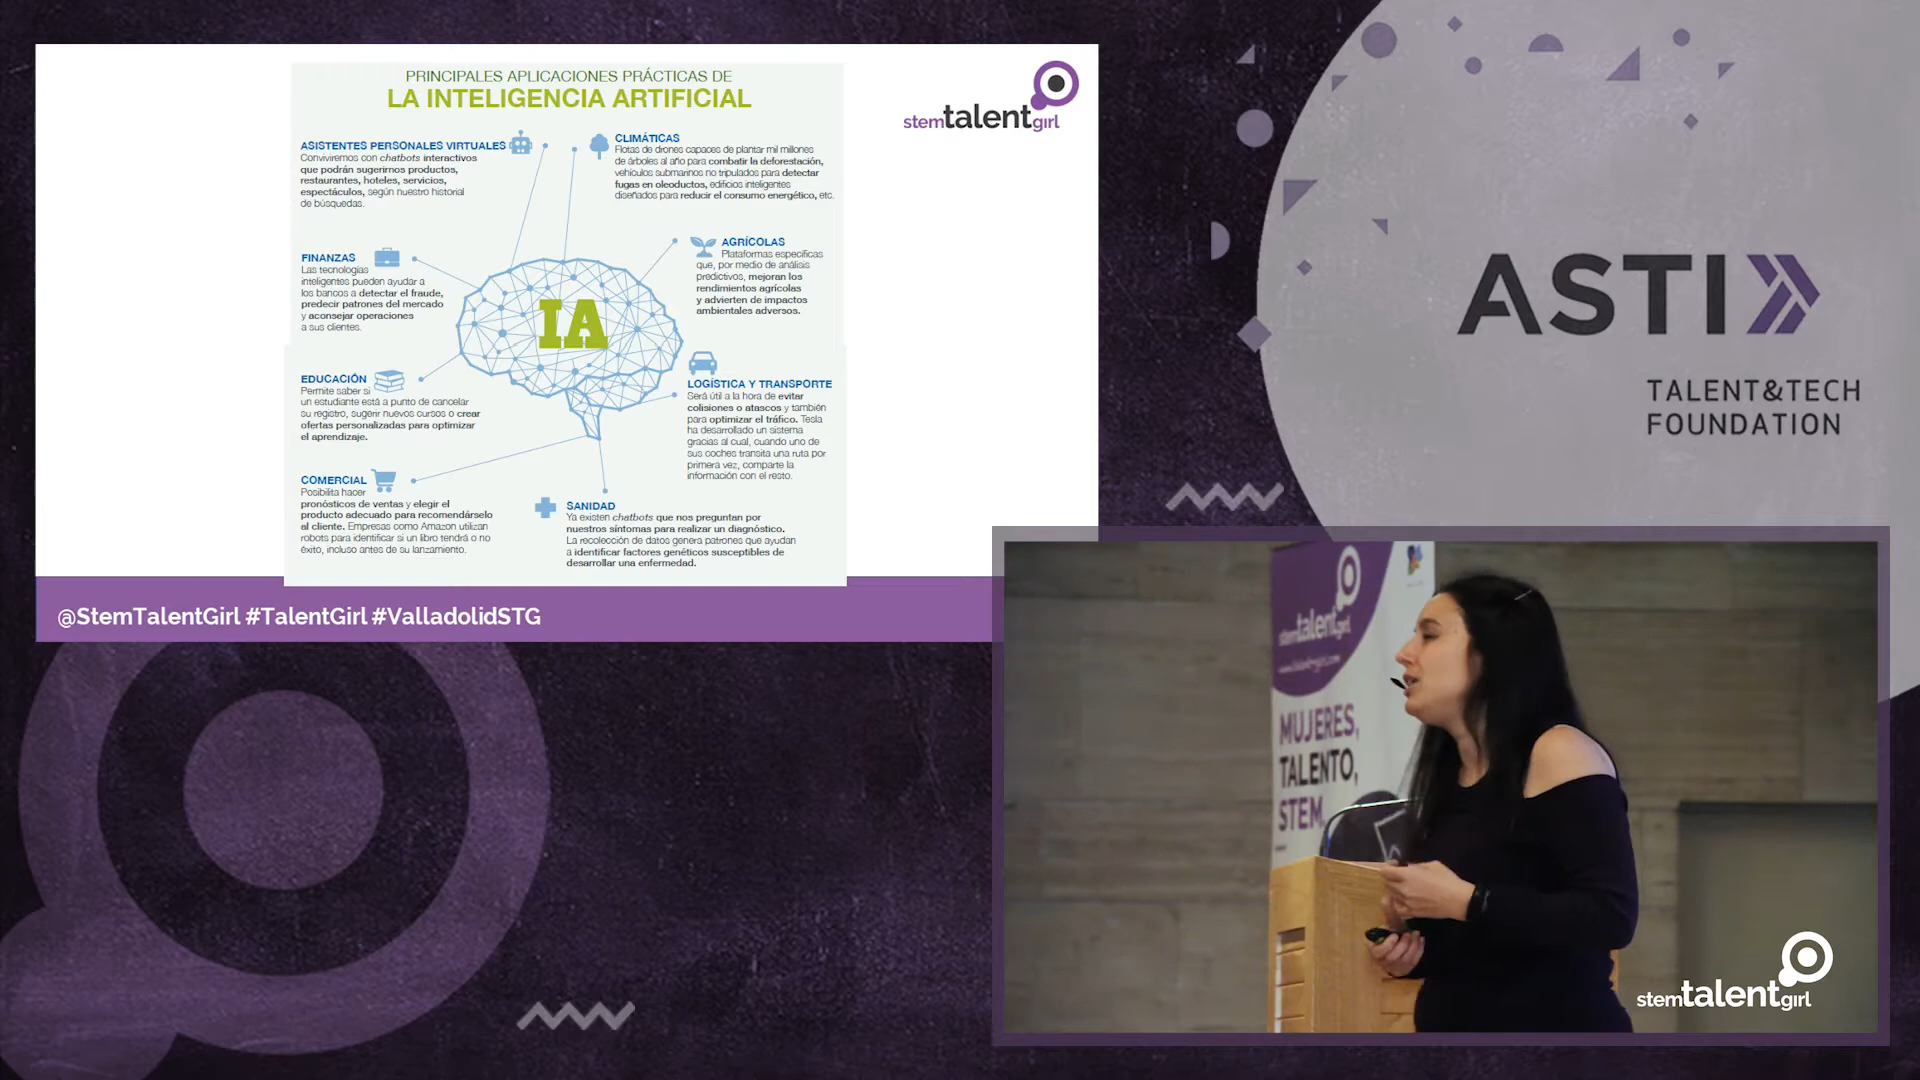 PRINCIPALES APLICACIONES PRÁCTICAS DE
LA INTELIGENCIA ARTIFICIAL
stemtalentgirl
ASISTENTES PERSONALES VIRTUALES
Conviviremos con chatbots interactivos
que podrán sugerirnos productos,
restaurantes, hoteles, servicios,
espectáculos, según nuestro historial
de búsquedas.
CLIMÁTICAS
Flotas de drones capaces de plantar mil millones
de árboles al año para combatir la deforestación,
vehículos submarinos no tripulados para detectar
fugas en oleoductos, edificios inteligentes
diseñados para reducir el consumo energético, etc.
FINANZAS
Las tecnologías
inteligentes pueden ayudar a
los bancos a detectar el fraude,
predecir patrones del mercado
y aconsejar operaciones
a sus clientes.
AGRÍCOLAS
Plataformas específicas
que, por medio de análisis
predictivos, mejoran los
rendimientos agrícolas
y advierten de impactos
ambientales adversos.
IA
EDUCACIÓN
Permite saber si
un estudiante está a punto de cancelar
su registro, sugerir nuevos cursos o crear
ofertas personalizadas para optimizar
el aprendizaje.
LOGÍSTICA Y TRANSPORTE
Será útil a la hora de evitar
colisiones o atascos y también
para optimizar el tráfico. Tesla
ha desarrollado un sistema
gracias al cual, cuando uno de
sus coches transita una ruta por
primera vez, comparte la
información con el resto.
COMERCIAL
Posibilita hacer
pronósticos de ventas y elegir el
producto adecuado para recomendárselo
al cliente. Empresas como Amazon utilizan
robots para identificar si un libro tendrá o no
éxito, incluso antes de su lanzamiento.
SANIDAD
Ya existen chatbots que nos preguntan por
nuestros síntomas para realizar un diagnóstico.
La recolección de datos genera patrones que ayudan
a identificar factores genéticos susceptibles de
desarrollar una enfermedad.
@StemTalentGirl #TalentGirl #ValladolidSTG
ASTI
TALENT&TECH
FOUNDATION
stemtalentgirl
MUJERES,
TALENTO,
STEM.
stemtalentgirl